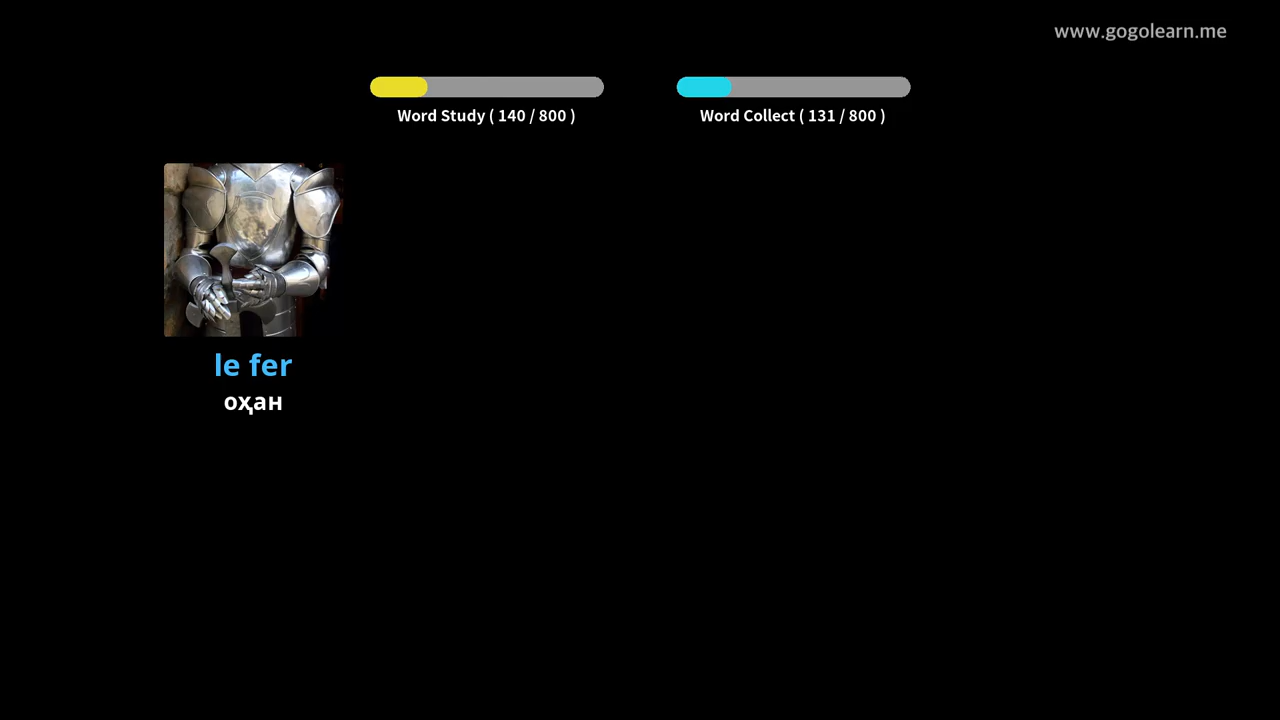 www.gogolearn.me
Word Study ( 140 / 800 )
Word Collect ( 131 / 800 )
le fer
оҳан